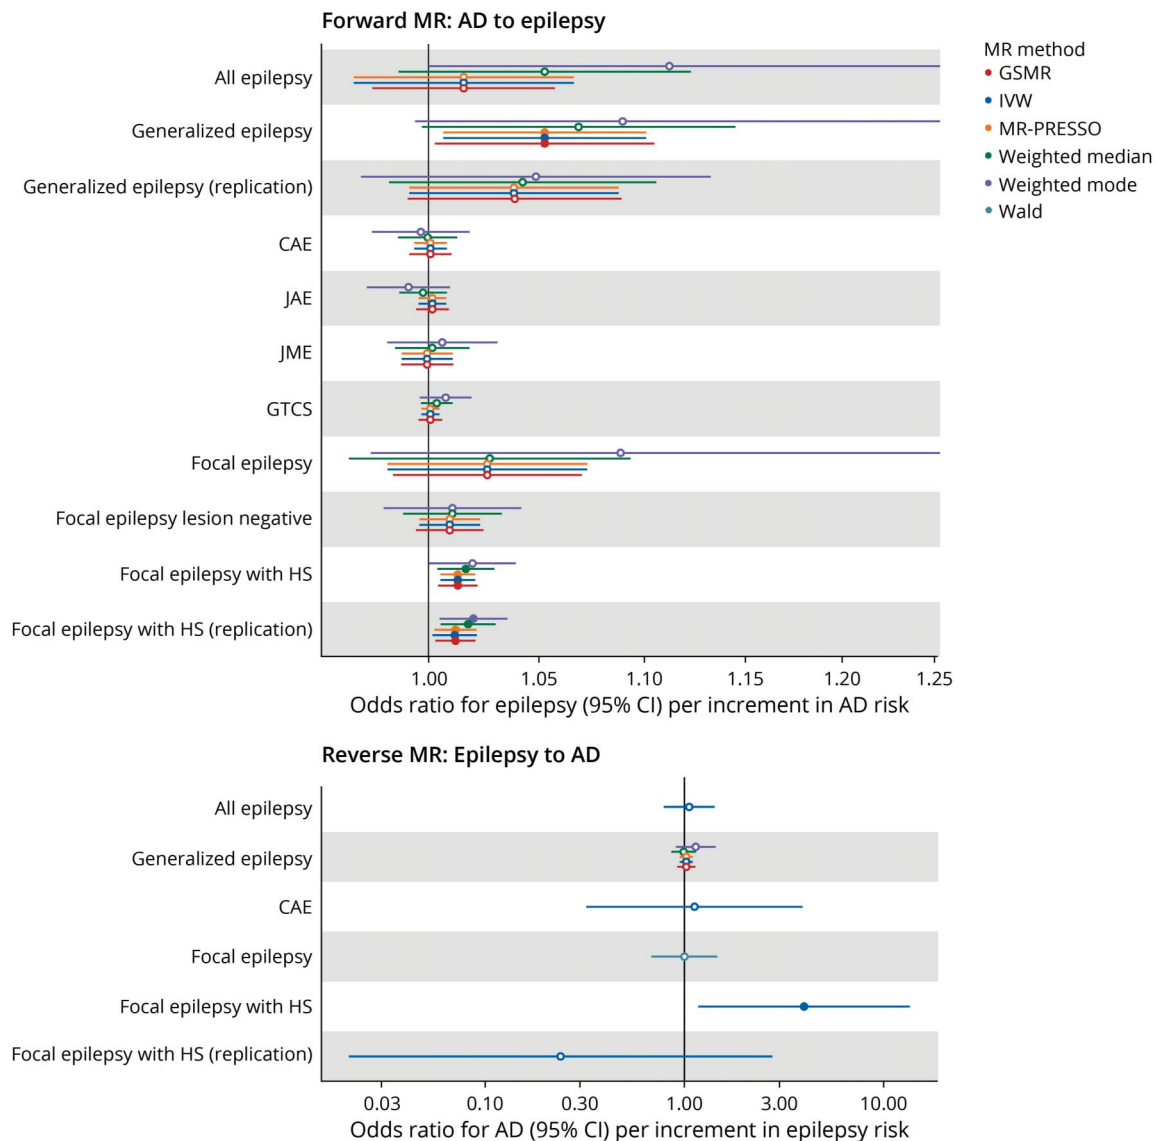 Forward MR: AD to epilepsy
All epilepsy
Generalized epilepsy
Generalized epilepsy (replication)
CAE
JAE
JME
GTCS
Focal epilepsy
Focal epilepsy lesion negative
Focal epilepsy with HS
Focal epilepsy with HS (replication)
1.00 1.05 1.10 1.15 1.20 1.25
Odds ratio for epilepsy (95% CI) per increment in AD risk
MR method
GSMR
IVW
MR-PRESSO
Weighted median
Weighted mode
Wald
Reverse MR: Epilepsy to AD
All epilepsy
Generalized epilepsy
CAE
Focal epilepsy
Focal epilepsy with HS
Focal epilepsy with HS (replication)
0.03 0.10 0.30 1.00 3.00 10.00
Odds ratio for AD (95% CI) per increment in epilepsy risk